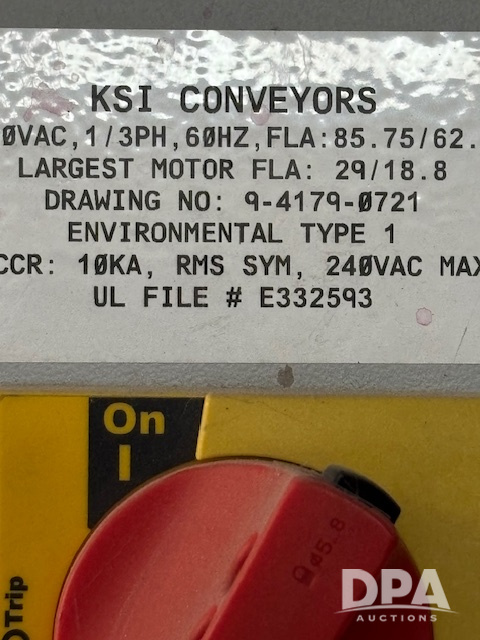 KSI CONVEYORS
0VAC,1/3PH,60HZ,FLA:85.75/62.
LARGEST MOTOR FLA: 29/18.8
DRAWING NO: 9-4179-0721
ENVIRONMENTAL TYPE 1
CCR: 10KA, RMS SYM, 240VAC MAX
UL FILE # E332593
On
I
ø5.8
Trip
DPA
AUCTIONS